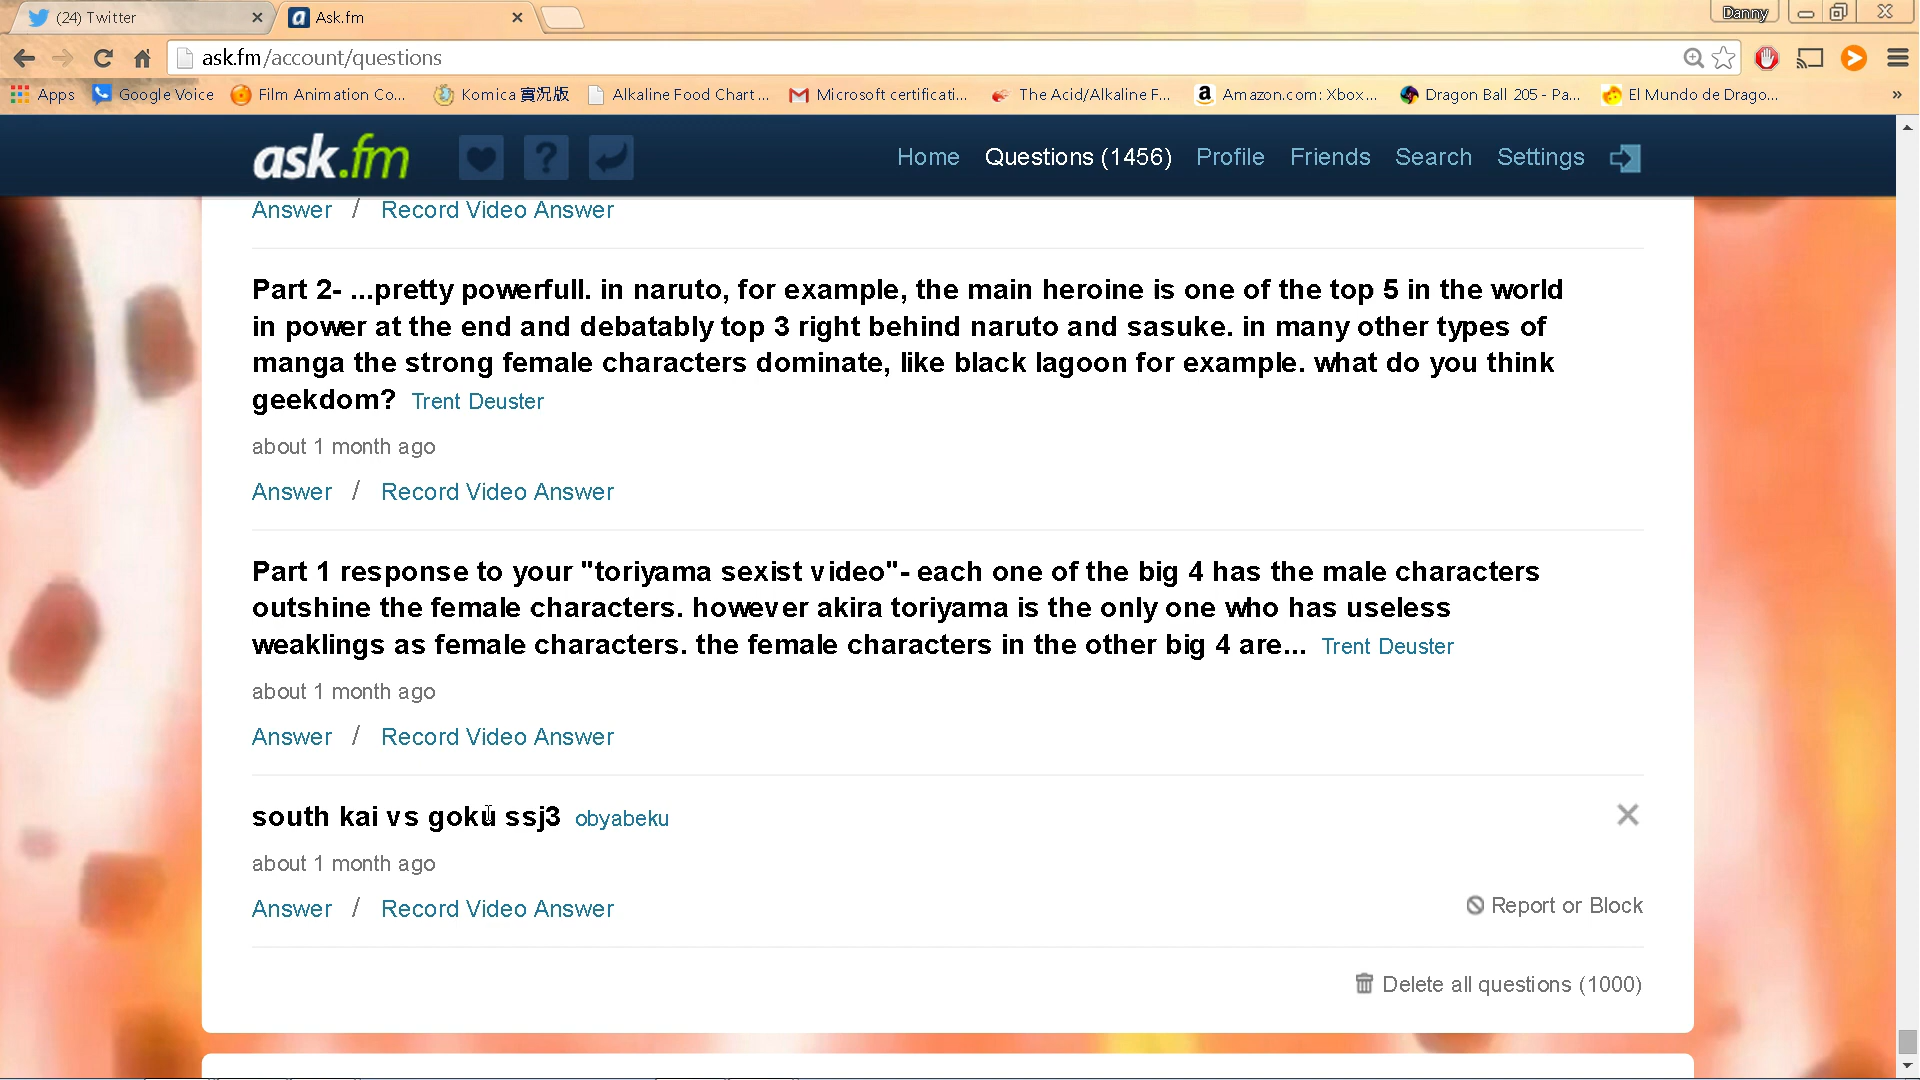 (24) Twitter
Ask.fm
Danny
ask.fm/account/questions
Apps
Google Voice
Film Animation Co...
Komica 實況版
Alkaline Food Chart ...
Microsoft certificati...
The Acid/Alkaline F...
Amazon.com: Xbox...
Dragon Ball 205 - Pa...
El Mundo de Drago...
»
ask.fm
Home
Questions (1456)
Profile
Friends
Search
Settings
Answer / Record Video Answer
Part 2- ...pretty powerfull. in naruto, for example, the main heroine is one of the top 5 in the world
in power at the end and debatably top 3 right behind naruto and sasuke. in many other types of
manga the strong female characters dominate, like black lagoon for example. what do you think
geekdom? Trent Deuster
about 1 month ago
Answer / Record Video Answer
Part 1 response to your "toriyama sexist video"- each one of the big 4 has the male characters
outshine the female characters. however akira toriyama is the only one who has useless
weaklings as female characters. the female characters in the other big 4 are... Trent Deuster
about 1 month ago
Answer / Record Video Answer
south kai vs goku ssj3 obyabeku
about 1 month ago
Answer / Record Video Answer
Report or Block
Delete all questions (1000)